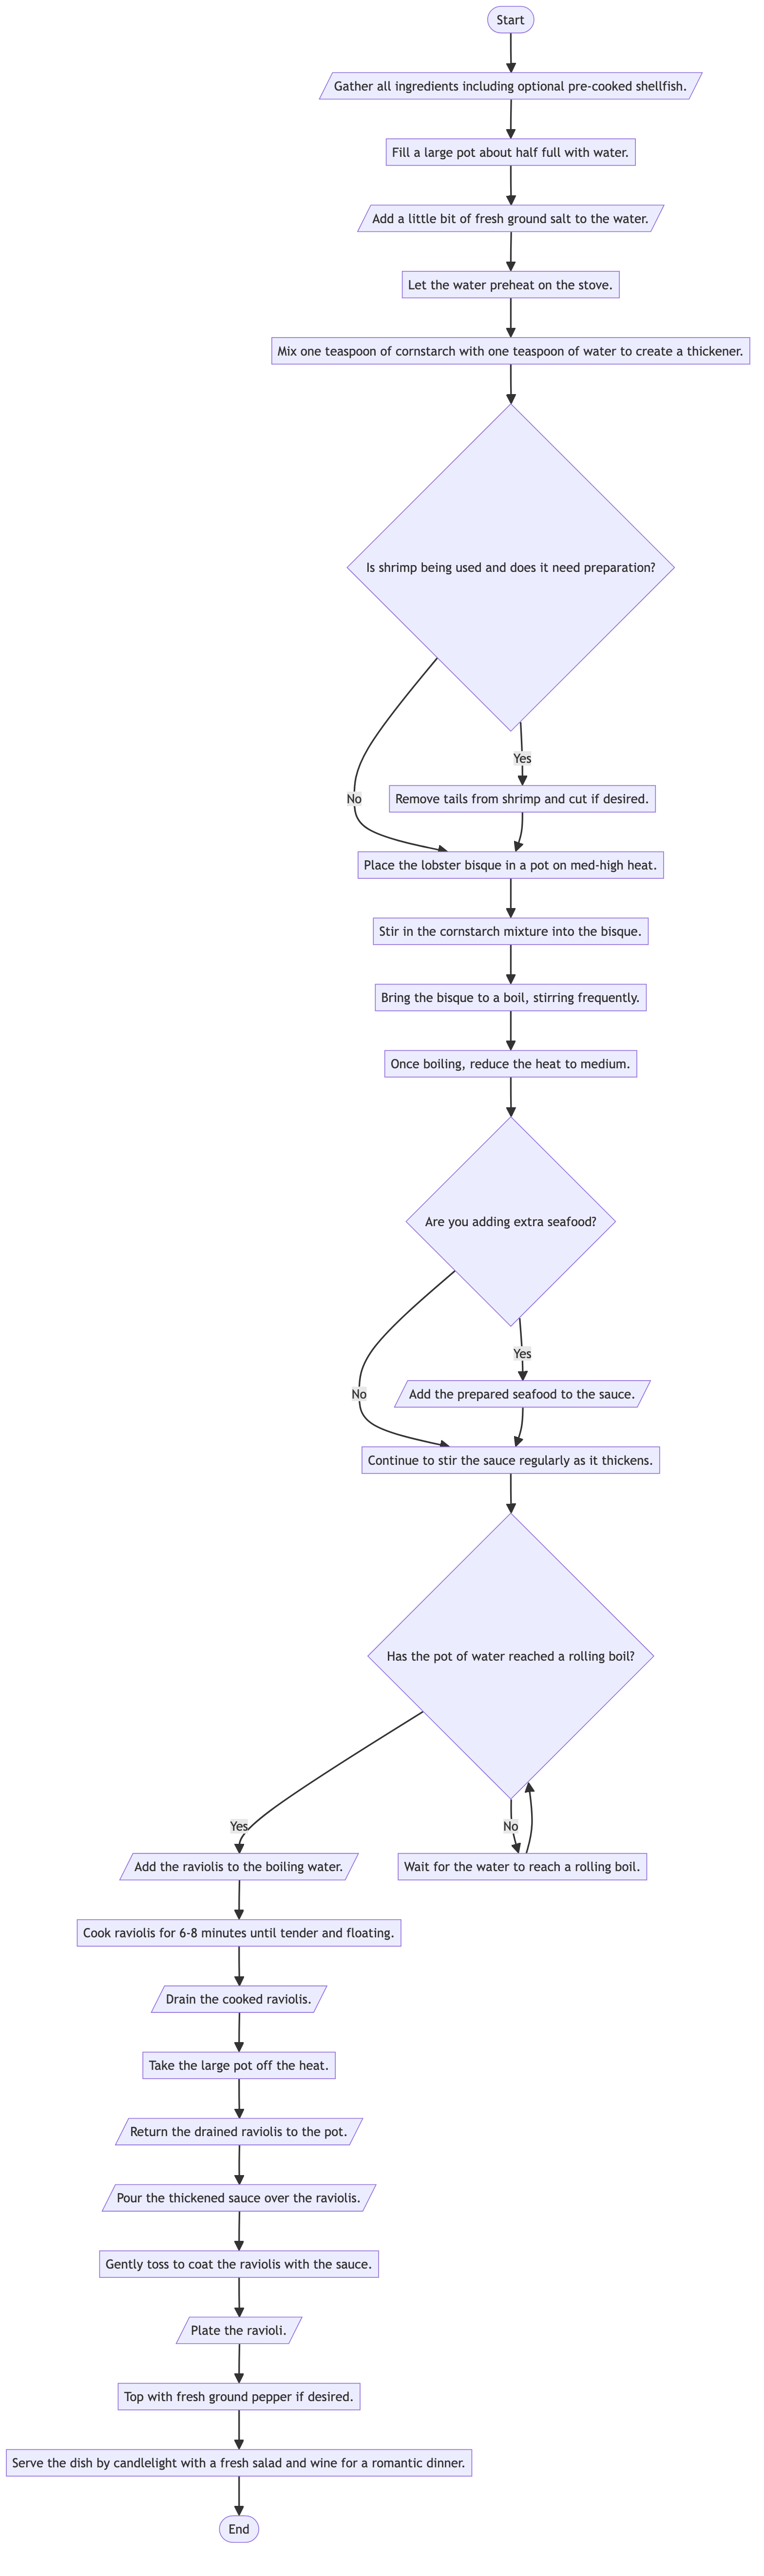 Start
Gather all ingredients including optional pre-cooked shellfish.
Fill a large pot about half full with water.
Add a little bit of fresh ground salt to the water.
Let the water preheat on the stove.
Mix one teaspoon of cornstarch with one teaspoon of water to create a thickener.
Is shrimp being used and does it need preparation?
Yes
No
Remove tails from shrimp and cut if desired.
Place the lobster bisque in a pot on med-high heat.
Stir in the cornstarch mixture into the bisque.
Bring the bisque to a boil, stirring frequently.
Once boiling, reduce the heat to medium.
Are you adding extra seafood?
Yes
No
Add the prepared seafood to the sauce.
Continue to stir the sauce regularly as it thickens.
Has the pot of water reached a rolling boil?
Yes
No
Add the raviolis to the boiling water.
Wait for the water to reach a rolling boil.
Cook raviolis for 6-8 minutes until tender and floating.
Drain the cooked raviolis.
Take the large pot off the heat.
Return the drained raviolis to the pot.
Pour the thickened sauce over the raviolis.
Gently toss to coat the raviolis with the sauce.
Plate the ravioli.
Top with fresh ground pepper if desired.
Serve the dish by candlelight with a fresh salad and wine for a romantic dinner.
End